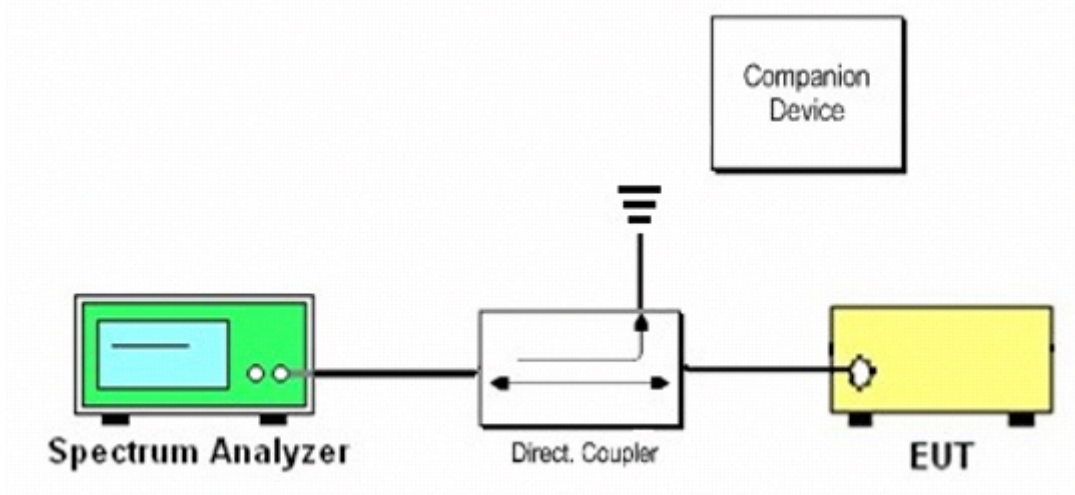 Companion
Device
Spectrum Analyzer
Direct. Coupler
EUT